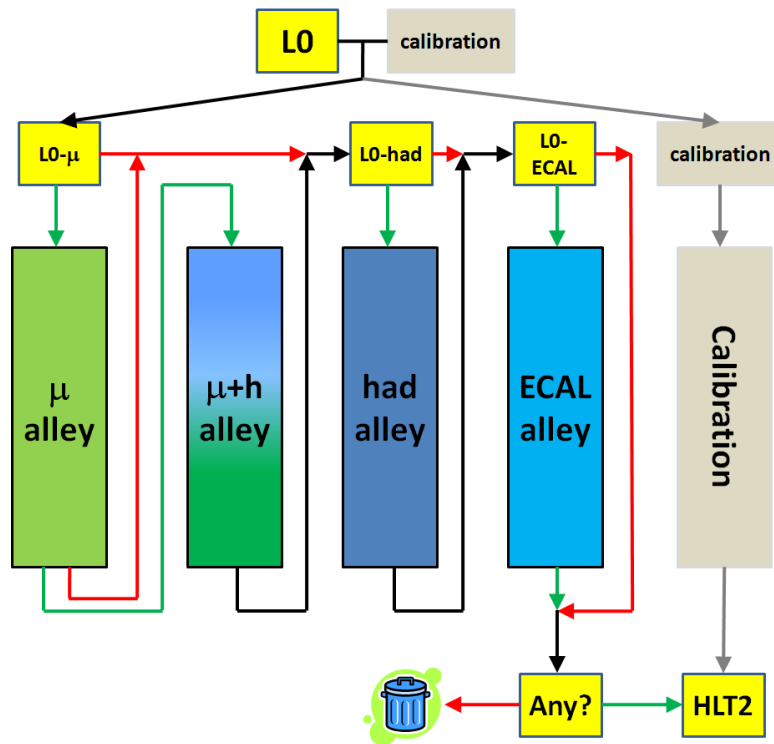 L0
calibration
L0-μ
L0-had
L0-
ECAL
calibration
μ
alley
μ+h
alley
had
alley
ECAL
alley
Calibration
Any?
HLT2